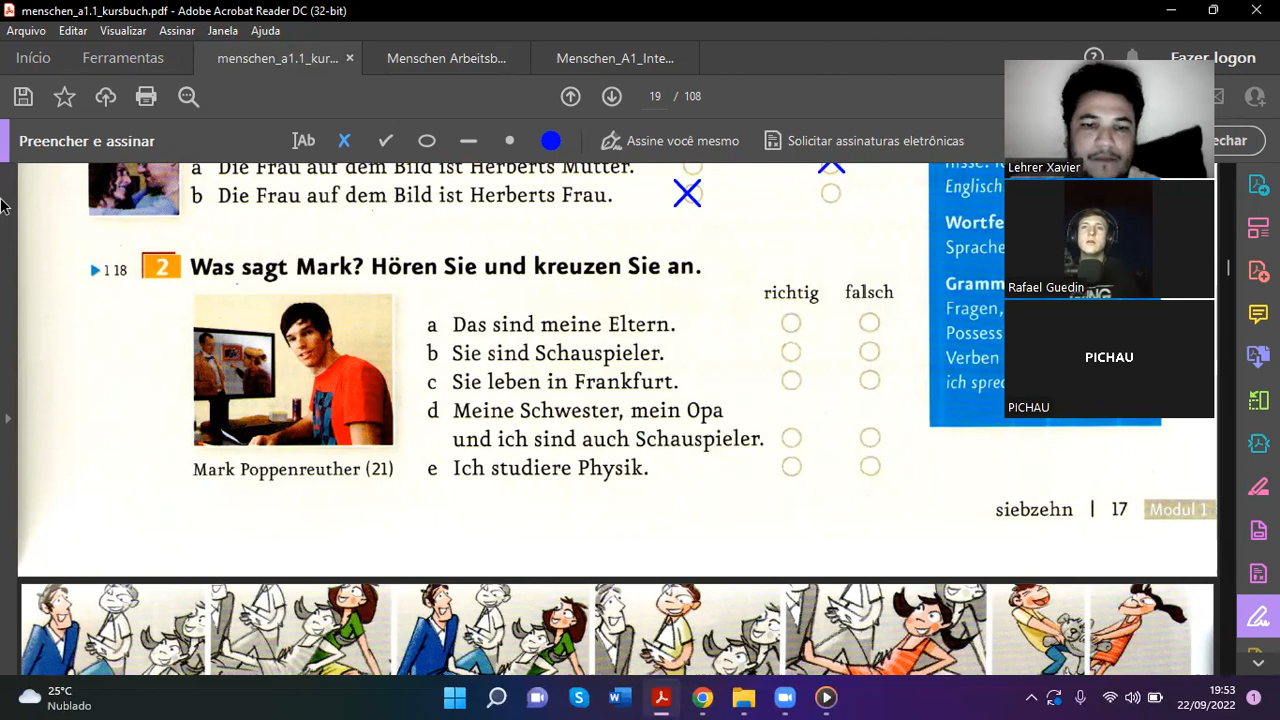 menschen_a1.1_kursbuch.pdf - Adobe Acrobat Reader DC (32-bit)
Arquivo Editar Visualizar Assinar Janela Ajuda
Início Ferramentas menschen_a1.1_kur... Menschen Arbeitsb... Menschen_A1_Inte... Fazer logon
19 / 108
Preencher e assinar Ab Assine você mesmo Solicitar assinaturas eletrônicas
Lehrer Xavier
a Die Frau auf dem Bild ist Herberts Mutter.
b Die Frau auf dem Bild ist Herberts Frau.
Englisch
Wortfe
Sprache
Gramm
Fragen,
Possess
Verben
ich spre
Rafael Guedin
PICHAU
PICHAU
1 18 2 Was sagt Mark? Hören Sie und kreuzen Sie an.
richtig falsch
a Das sind meine Eltern.
b Sie sind Schauspieler.
c Sie leben in Frankfurt.
d Meine Schwester, mein Opa
und ich sind auch Schauspieler.
e Ich studiere Physik.
Mark Poppenreuther (21)
siebzehn | 17 Modul 1
25°C
Nublado
19:53
22/09/2022
1